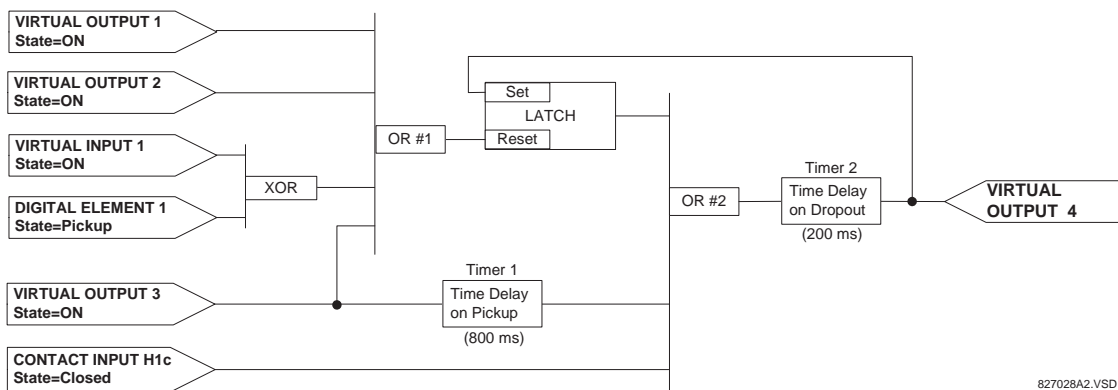 VIRTUAL OUTPUT 1
State=ON
VIRTUAL OUTPUT 2
State=ON
VIRTUAL INPUT 1
State=ON
DIGITAL ELEMENT 1
State=Pickup
VIRTUAL OUTPUT 3
State=ON
CONTACT INPUT H1c
State=Closed
XOR
OR #1
Set
LATCH
Reset
Timer 1
Time Delay
on Pickup
(800 ms)
OR #2
Timer 2
Time Delay
on Dropout
(200 ms)
VIRTUAL
OUTPUT 4
827028A2.VSD